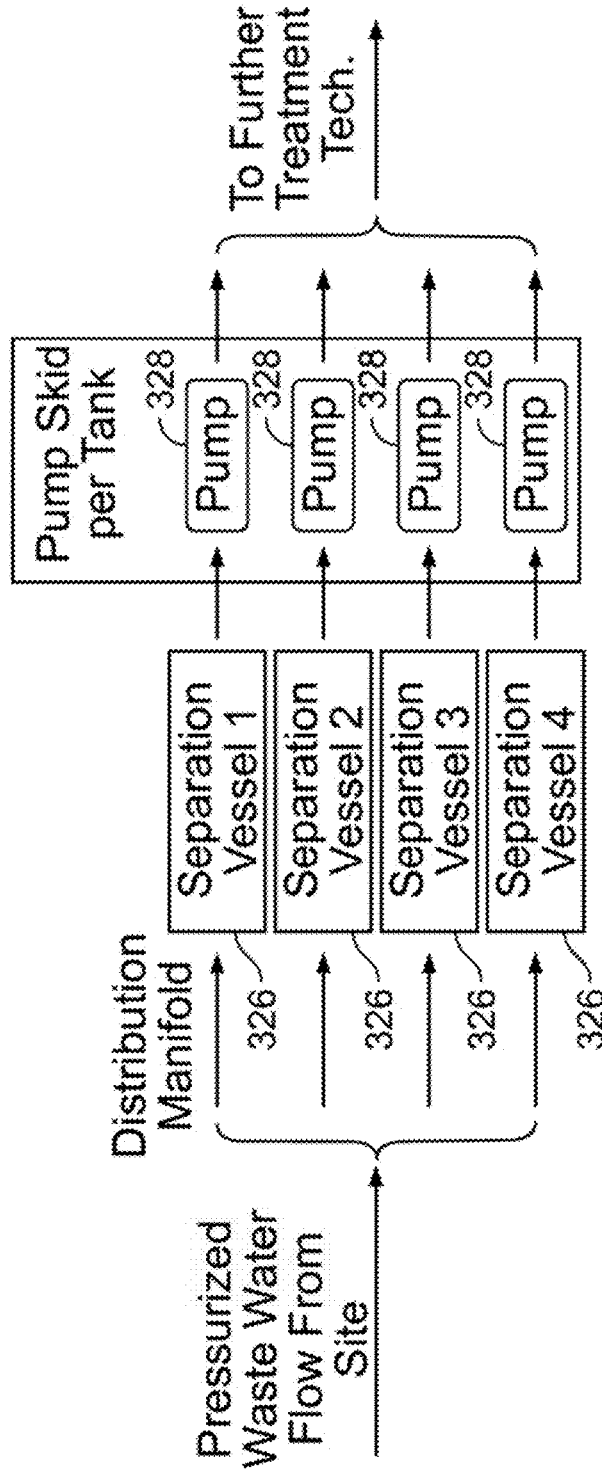 Pressurized
Waste Water
Flow From
Site
Distribution
Manifold
326
Separation
Vessel 1
326
Separation
Vessel 2
326
Separation
Vessel 3
326
Separation
Vessel 4
Pump Skid
per Tank
328
Pump
328
Pump
328
Pump
328
Pump
To Further
Treatment
Tech.